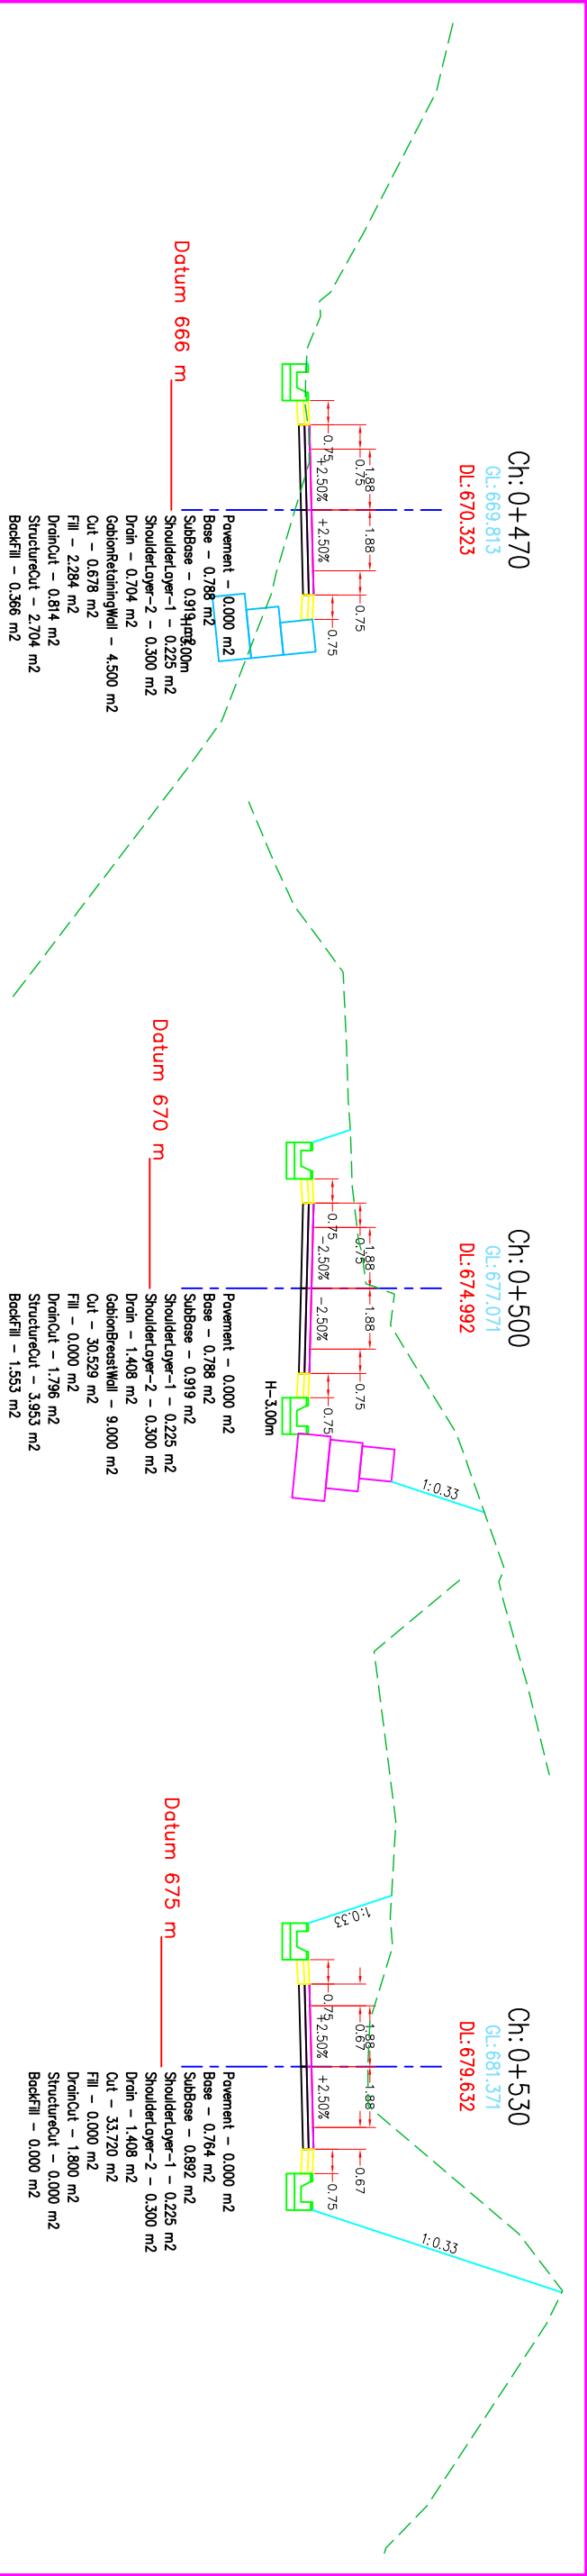 Ch: 0+470
GL:669.813
DL:670.323
1.88
1.88
0.75
0.75
0.75
0.75
+2.50%
+2.50%
Datum 666 m
H-3.00m
Pavement - 0.000 m2
Base - 0.788 m2
SubBase - 0.919 m2
ShoulderLayer-1 - 0.225 m2
ShoulderLayer-2 - 0.300 m2
Drain - 0.704 m2
GabionRetainingWall - 4.500 m2
Cut - 0.678 m2
Fill - 2.284 m2
DrainCut - 0.814 m2
StructureCut - 2.704 m2
BackFill - 0.366 m2
Ch: 0+500
GL:677.071
DL:674.992
1.88
1.88
0.75
0.75
0.75
0.75
-2.50%
-2.50%
1:0.33
H-3.00m
Datum 670 m
Pavement - 0.000 m2
Base - 0.788 m2
SubBase - 0.919 m2
ShoulderLayer-1 - 0.225 m2
ShoulderLayer-2 - 0.300 m2
Drain - 1.408 m2
GabionBreastWall - 9.000 m2
Cut - 30.529 m2
Fill - 0.000 m2
DrainCut - 1.796 m2
StructureCut - 3.953 m2
BackFill - 1.553 m2
Ch: 0+530
GL:681.371
DL:679.632
1:0.33
1.88
1.88
0.67
0.67
0.75
0.75
+2.50%
+2.50%
1:0.33
Datum 675 m
Pavement - 0.000 m2
Base - 0.764 m2
SubBase - 0.892 m2
ShoulderLayer-1 - 0.225 m2
ShoulderLayer-2 - 0.300 m2
Drain - 1.408 m2
Cut - 33.720 m2
Fill - 0.000 m2
DrainCut - 1.800 m2
StructureCut - 0.000 m2
BackFill - 0.000 m2